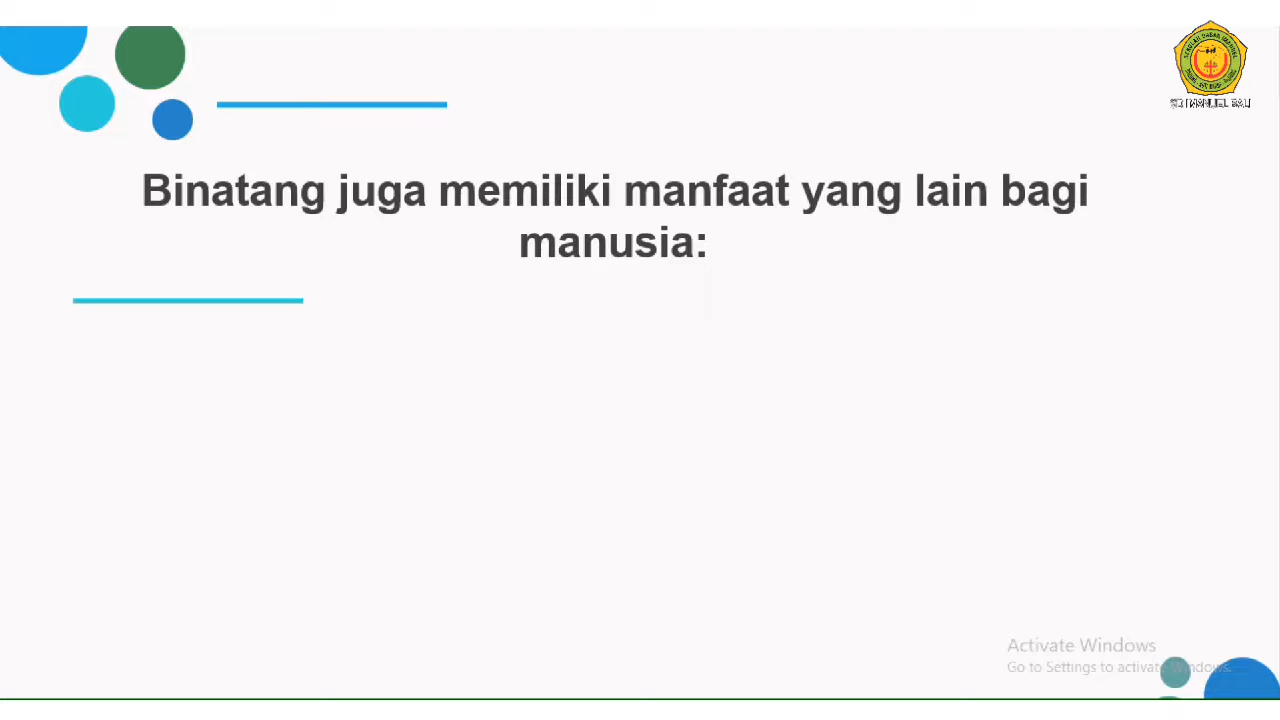 Binatang juga memiliki manfaat yang lain bagi
manusia:
Activate Windows
Go to Settings to activate Windows.